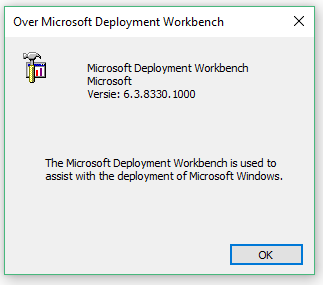 Over Microsoft Deployment Workbench
Microsoft Deployment Workbench
Microsoft
Versie: 6.3.8330.1000
The Microsoft Deployment Workbench is used to
assist with the deployment of Microsoft Windows.
OK